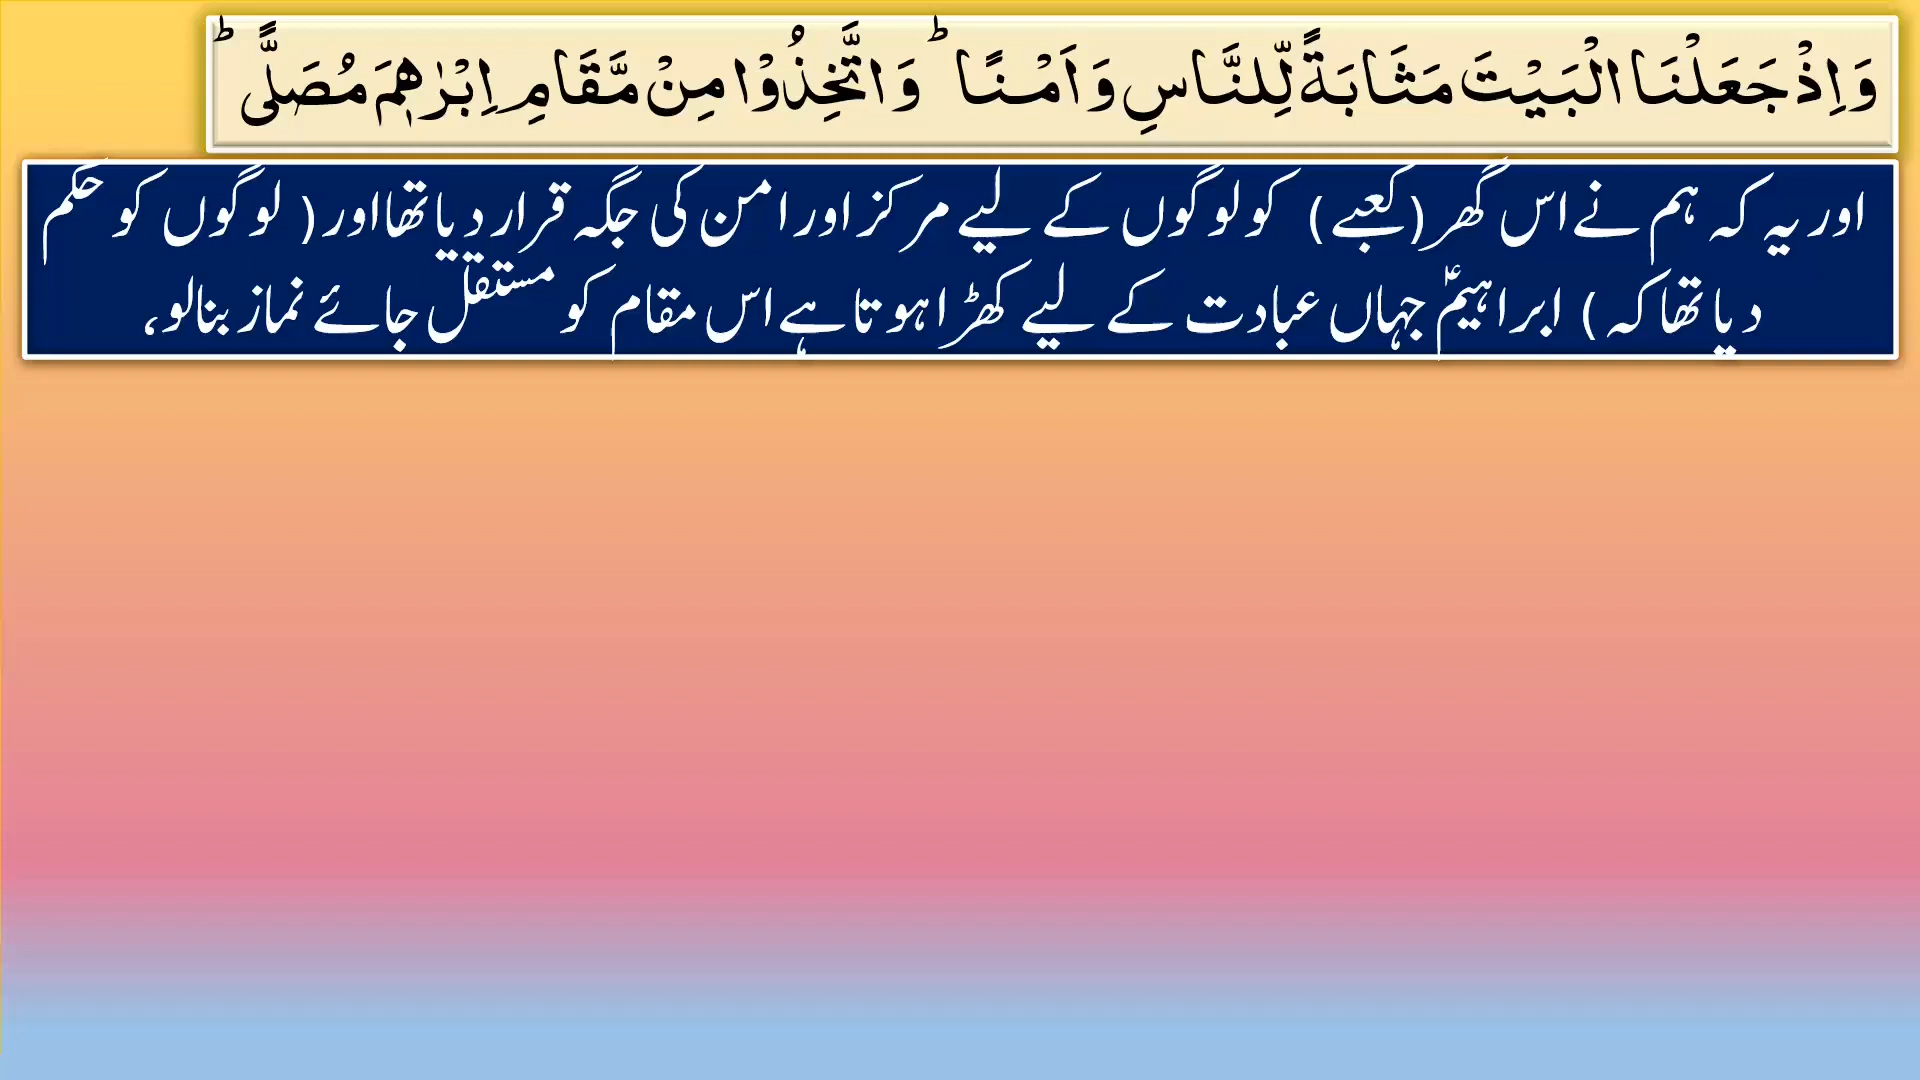 وَاِذْ جَعَلْنَا الْبَيْتَ مَثَابَةً لِّلنَّاسِ وَاَمْنًا ؕ وَاتَّخِذُوْا مِنْ مَّقَامِ اِبْرٰهٖمَ مُصَلًّى ؕ
اور یہ کہ ہم نے اس گھر (کعبے) کو لوگوں کے لیے مرکز اور امن کی جگہ قرار دیا تھا اور ( لوگوں کو حکم
دیا تھا کہ ) ابراہیمؑ جہاں عبادت کے لیے کھڑا ہوتا ہے اس مقام کو مستقل جائے نماز بنالو،